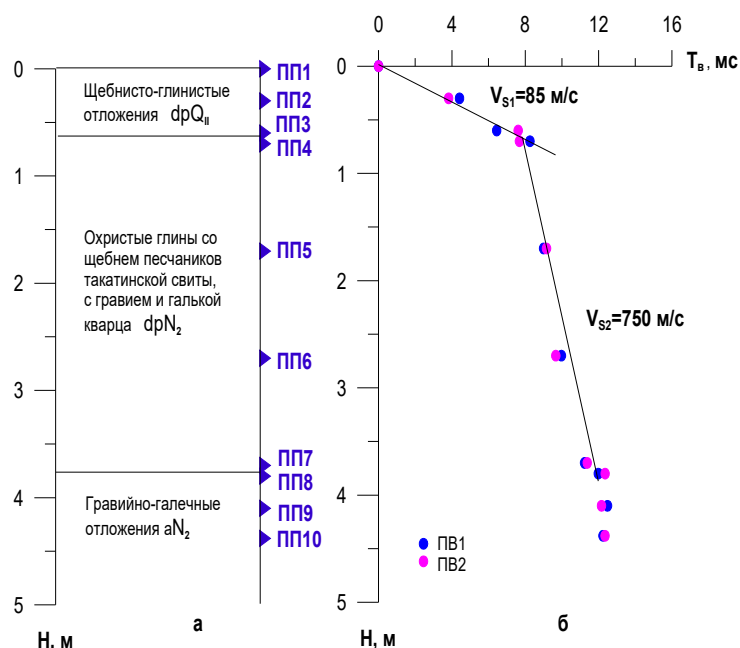 0
1
2
3
4
5
Н, м
Щебнисто-глинистые
отложения dpQII
Охристые глины со
щебнем песчаников
такатинской свиты,
с гравием и галькой
кварца dpN2
Гравийно-галечные
отложения aN2
ПП1
ПП2
ПП3
ПП4
ПП5
ПП6
ПП7
ПП8
ПП9
ПП10
а
0 4 8 12 16
Tв, мс
0
1
2
3
4
5
Н, м
VS1=85 м/с
VS2=750 м/с
ПВ1
ПВ2
б